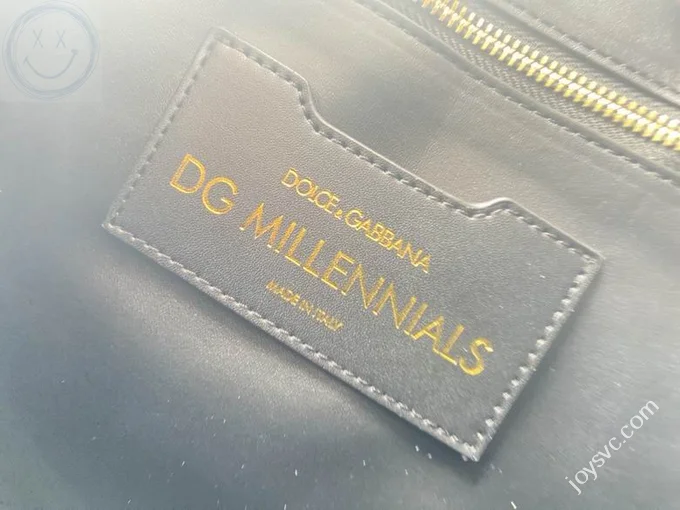 DOLCE & GABBANA
DG MILLENNIALS
MADE IN ITALY
joysvc.com